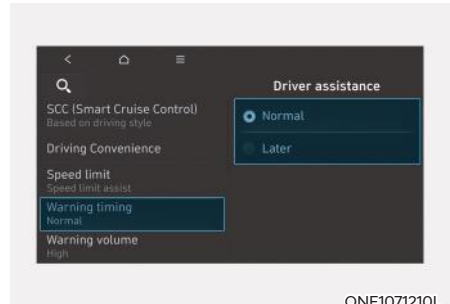 Driver assistance
SCC (Smart Cruise Control)
Based on driving style
Driving Convenience
Speed limit
Speed limit assist
Warning timing
Normal
Warning volume
High
Normal
Later
ONE1071210L